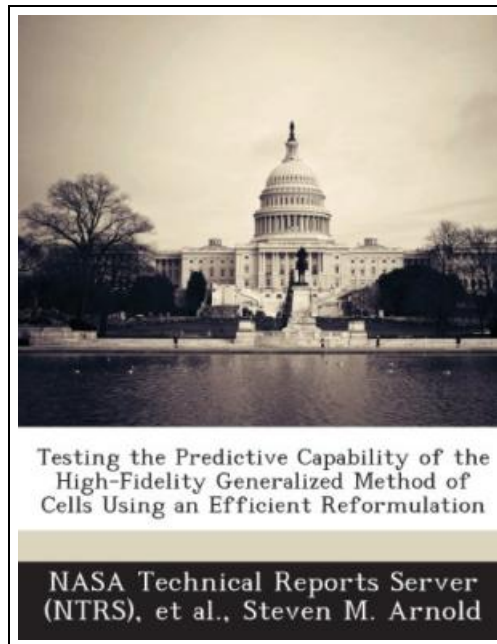 Testing the Predictive Capability of the
High-Fidelity Generalized Method of
Cells Using an Efficient Reformulation
NASA Technical Reports Server
(NTRS), et al., Steven M. Arnold